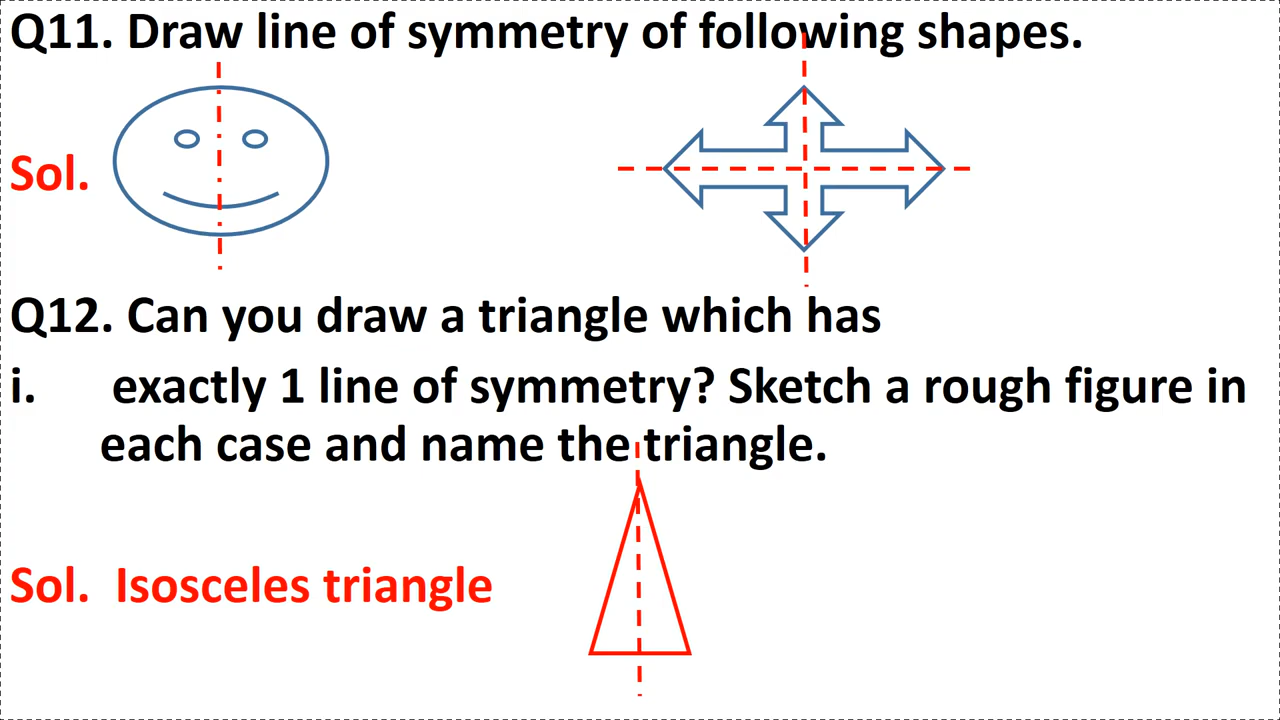 Q11. Draw line of symmetry of following shapes.
Sol.
Q12. Can you draw a triangle which has
i. exactly 1 line of symmetry? Sketch a rough figure in
each case and name the triangle.
Sol. Isosceles triangle